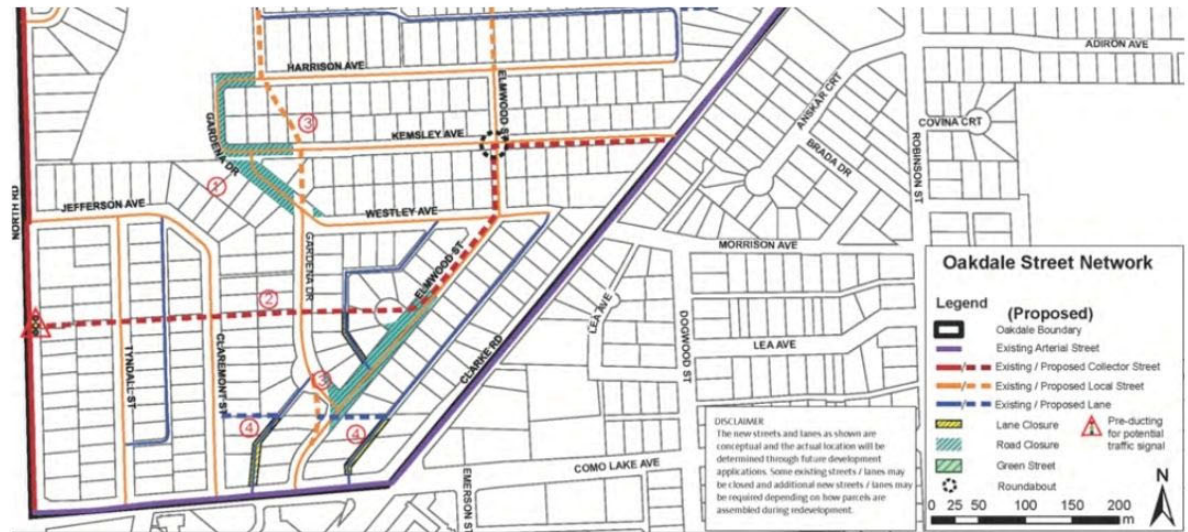 HARRISON AVE
ELMWOOD ST
ADIRON AVE
ANSKAR CRT
COVINA CRT
GARDENA DR
③
KEMSLEY AVE
BRADA DR
ROBINSON ST
①
NORTH RD
JEFFERSON AVE
WESTLEY AVE
MORRISON AVE
GARDENA DR
ELMWOOD ST
②
LEA AVE
DOGWOOD ST
LEA AVE
TYNDALL ST
CLAREMONT ST
CLARKE RD
④
④
COMO LAKE AVE
EMERSON ST
DISCLAIMER
The new streets and lanes as shown are
conceptual and the actual location will be
determined through future development
applications. Some existing streets / lanes may
be closed and additional new streets / lanes may
be required depending on how parcels are
assembled during redevelopment.
Oakdale Street Network
Legend
(Proposed)
Oakdale Boundary
Existing Arterial Street
Existing / Proposed Collector Street
Existing / Proposed Local Street
Existing / Proposed Lane
Lane Closure
Road Closure
Green Street
Roundabout
Pre-ducting
for potential
traffic signal
N
0 25 50 100 150 200
m